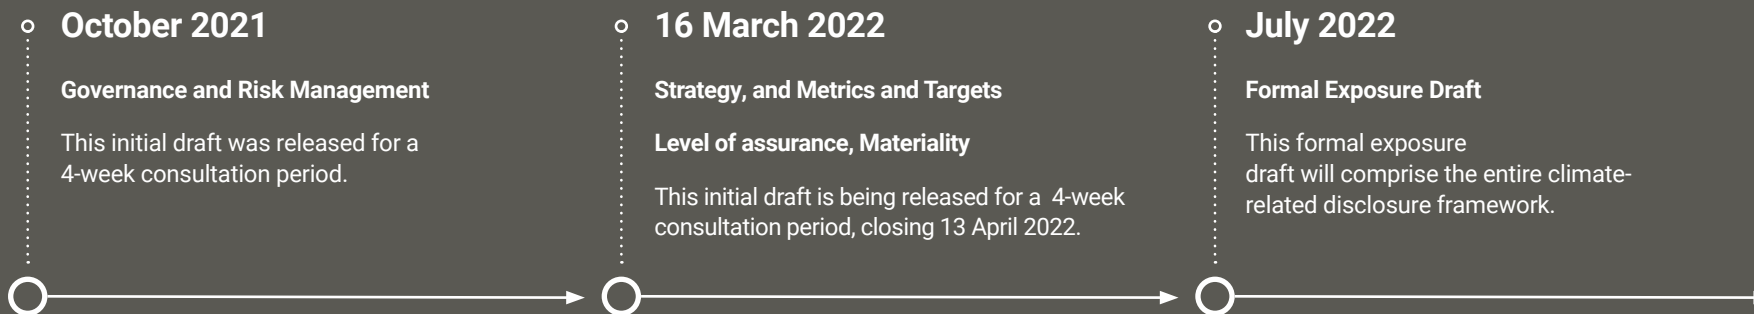 October 2021
Governance and Risk Management
This initial draft was released for a
4-week consultation period.
16 March 2022
Strategy, and Metrics and Targets
Level of assurance, Materiality
This initial draft is being released for a 4-week
consultation period, closing 13 April 2022.
July 2022
Formal Exposure Draft
This formal exposure
draft will comprise the entire climate-
related disclosure framework.